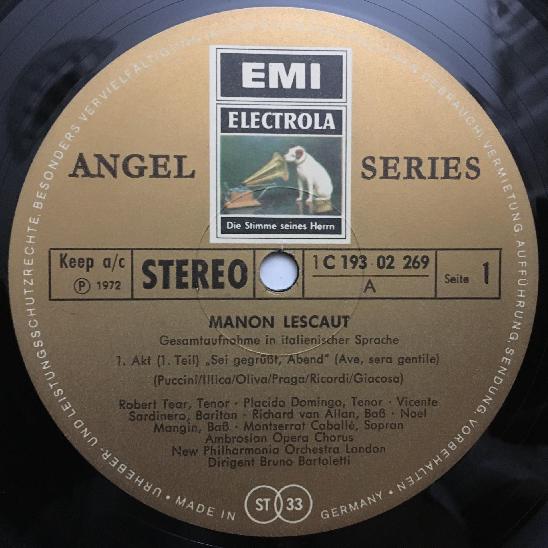 EMI
ELECTROLA
Die Stimme seines Herrn
ANGEL SERIES
Keep a/c
Ⓟ 1972
STEREO
1 C 193-02 269
A
Seite 1
MANON LESCAUT
Gesamtaufnahme in italienischer Sprache
1. Akt (1. Teil) „Sei gegrüßt, Abend" (Ave, sera gentile)
(Puccini/Illica/Oliva/Praga/Ricordi/Giacosa)
Robert Tear, Tenor · Placido Domingo, Tenor · Vicente
Sardinero, Bariton · Richard van Allan, Baß · Noel
Mangin, Baß · Montserrat Caballé, Sopran
Ambrosian Opera Chorus
New Philharmonia Orchestra London
Dirigent Bruno Bartoletti
URHEBER- UND LEISTUNGSSCHUTZRECHTE, BESONDERS VERVIELFÄLTIGUNG GEBRAUCH), VERMIETUNG, AUFFÜHRUNG, SENDUNG, VORBEHALTEN
• MADE IN GERMANY •
ST 33